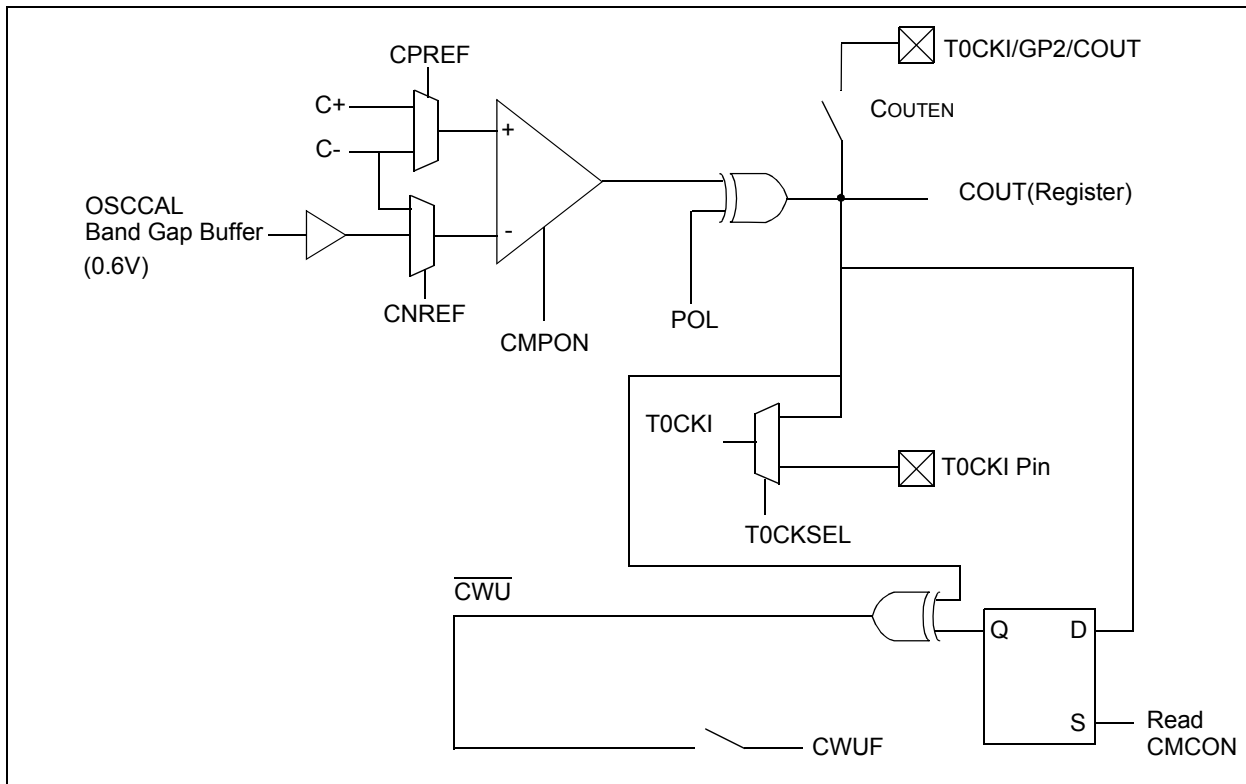 T0CKI/GP2/COUT
CPREF
COUTEN
C+
+
C-
COUT(Register)
OSCCAL
Band Gap Buffer
(0.6V)
-
CNREF
POL
CMPON
T0CKI
T0CKI Pin
T0CKSEL
CWU
Q
D
S
Read
CMCON
CWUF